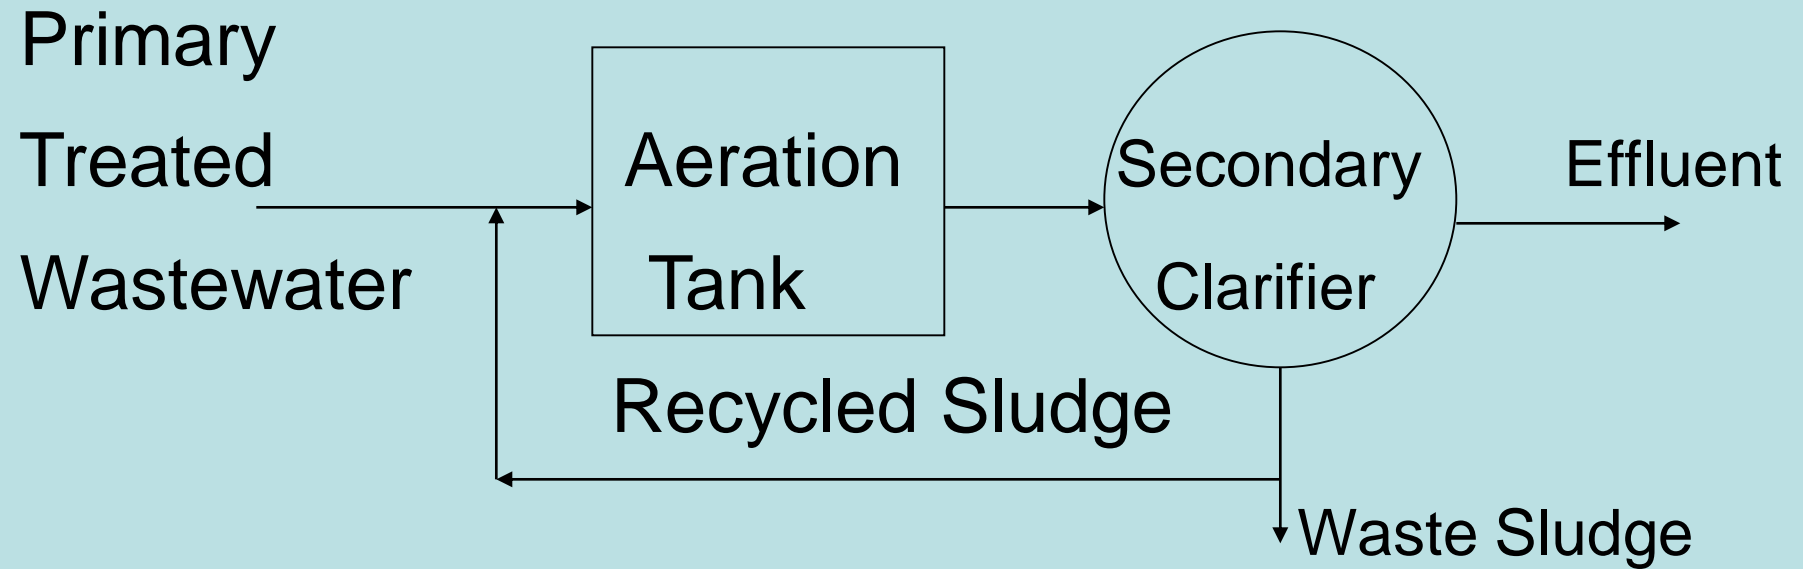 Primary
Treated
Wastewater
Aeration
Tank
Secondary
Clarifier
Effluent
Recycled Sludge
Waste Sludge